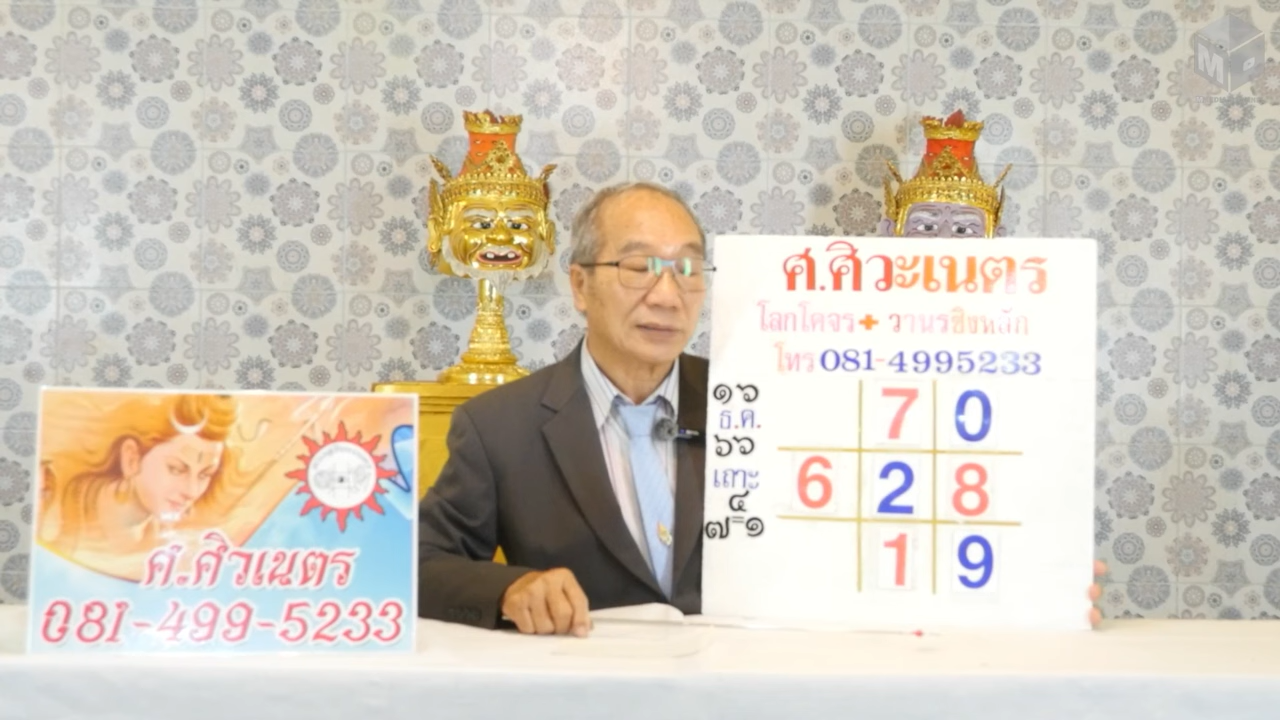 ศ.ศิวะเนตร
โลกโคจร+วานรชิงหลัก
โทร 081-4995233
๑๖
ธ.ค.
๖๖
เถาะ
๔
๗=๑
7 0
6 2 8
1 9
ศ.ศิวเนตร
081-499-5233
M